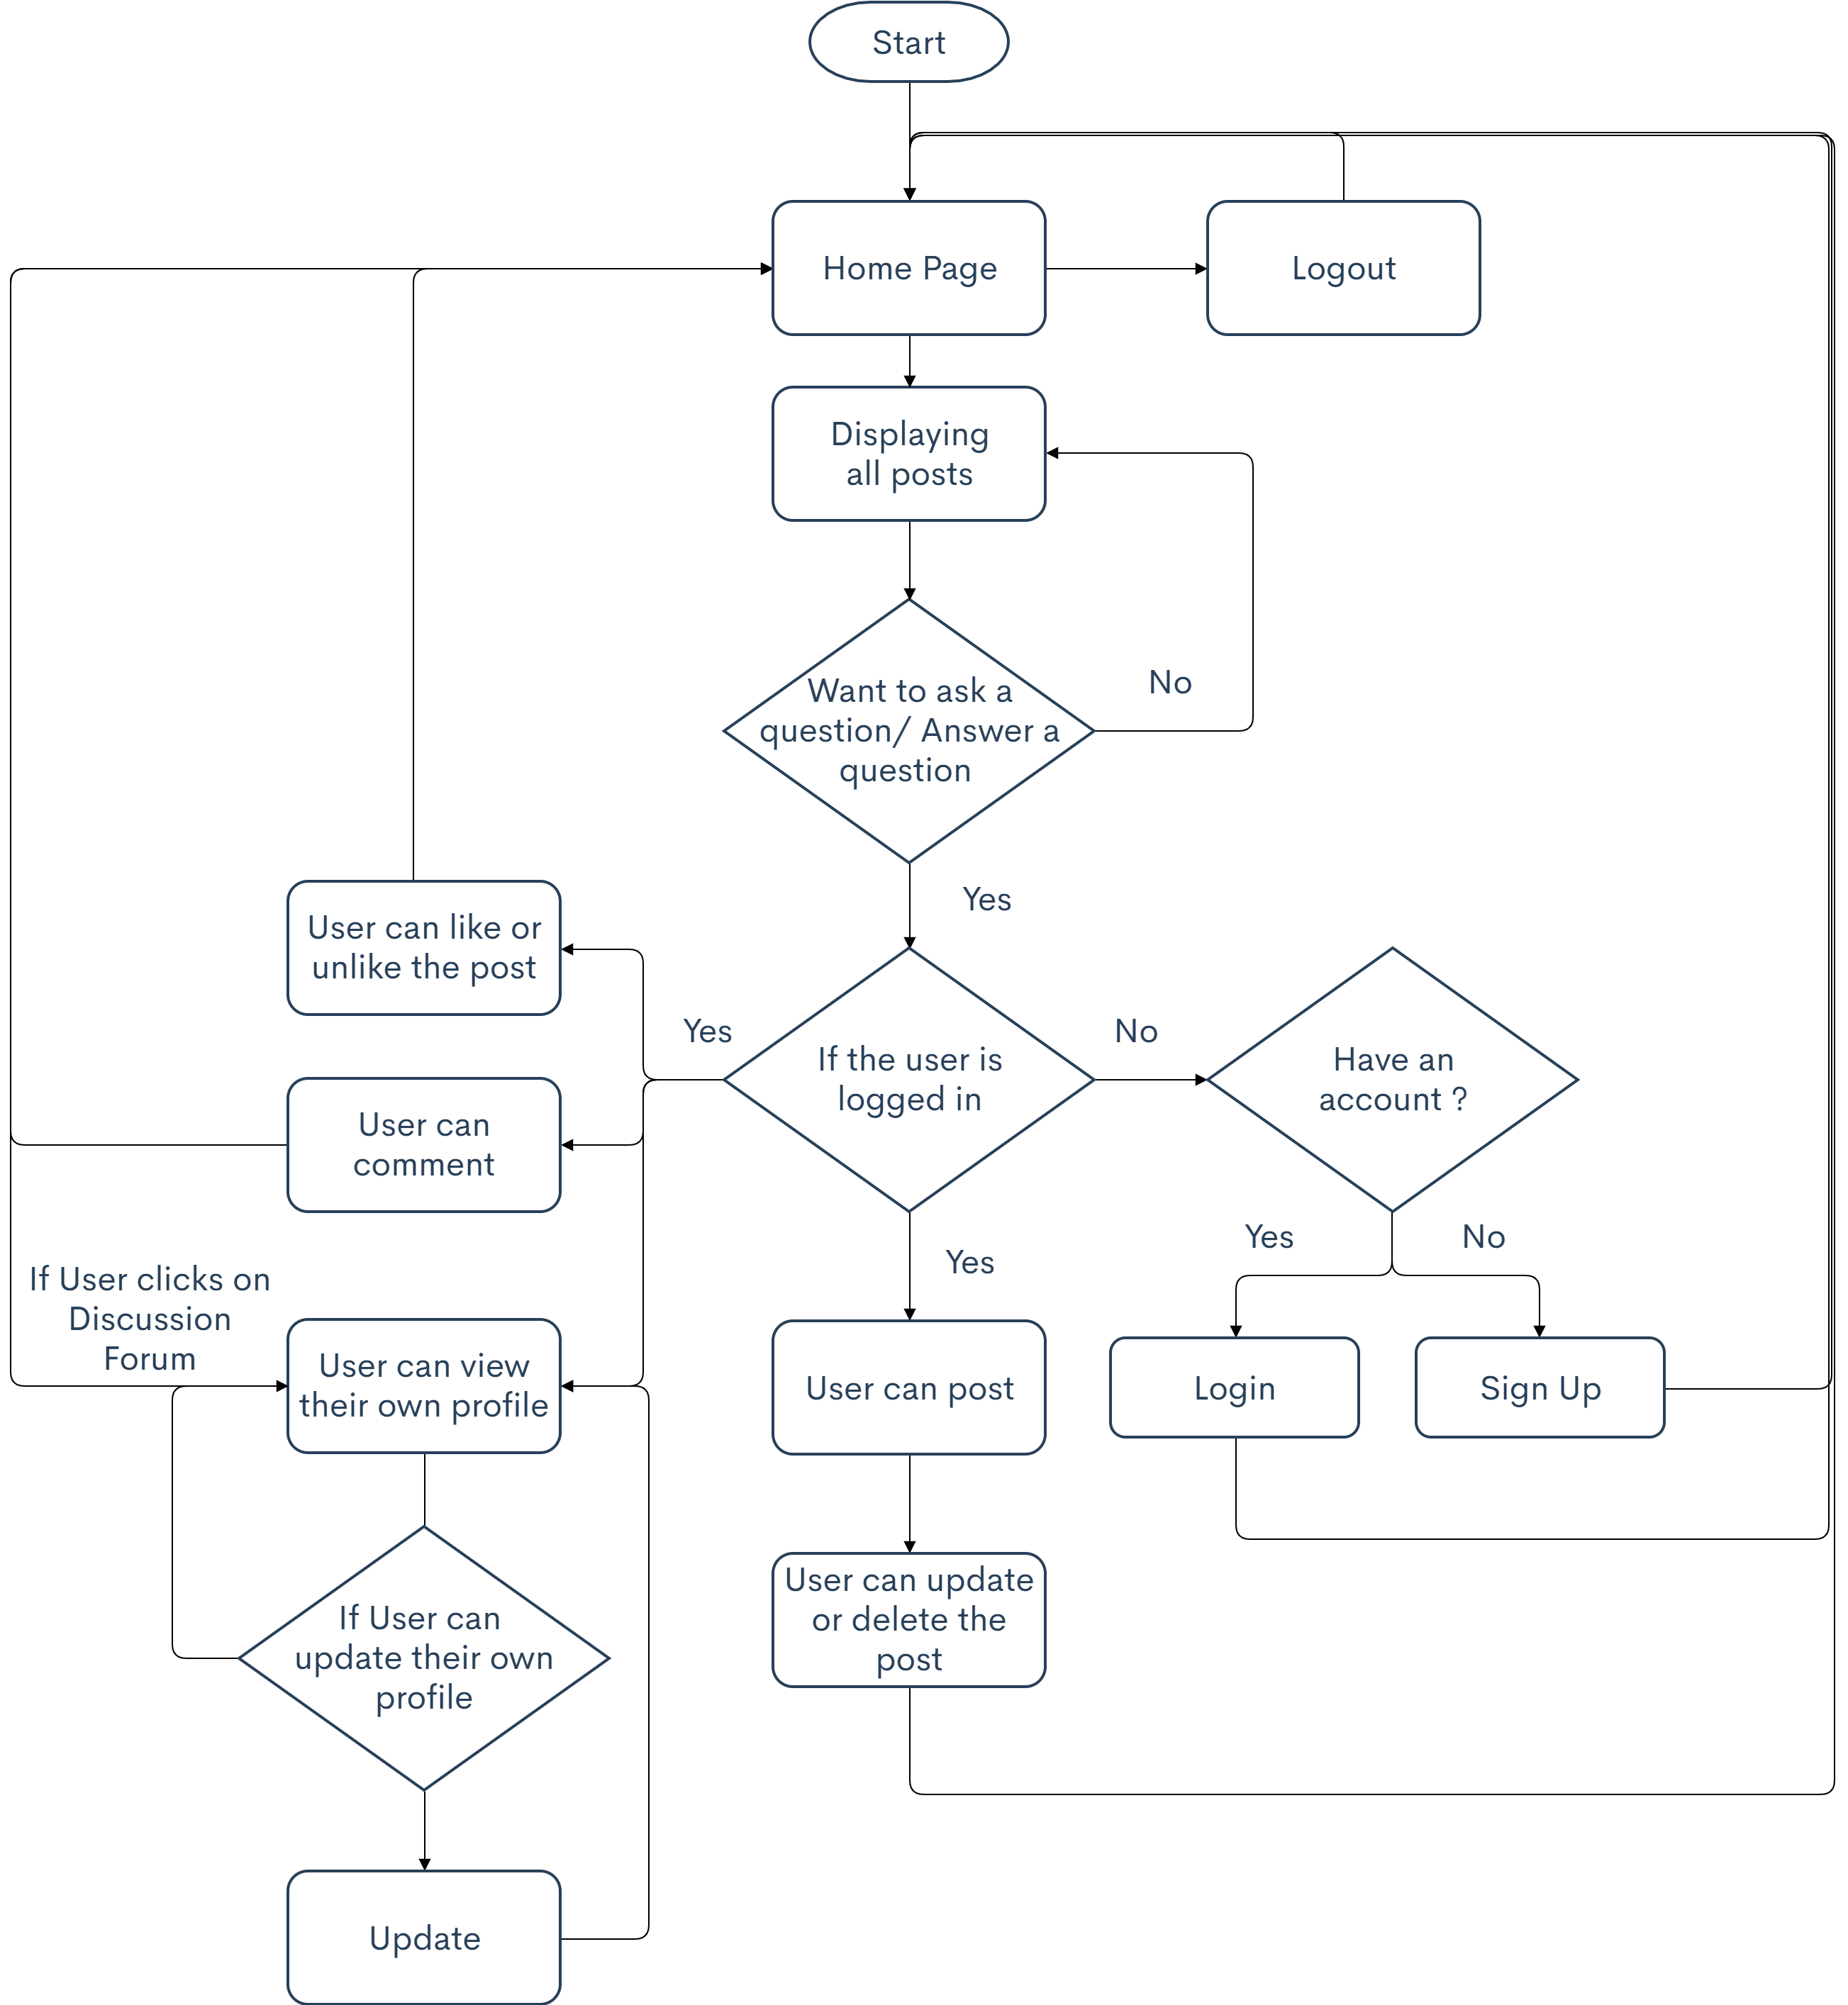 Start
Home Page
Logout
Displaying
all posts
Want to ask a
question/ Answer a
question
No
Yes
User can like or
unlike the post
Yes
If the user is
logged in
No
Have an
account ?
User can
comment
Yes
Yes
No
If User clicks on
Discussion
Forum
User can view
their own profile
User can post
Login
Sign Up
User can update
or delete the
post
If User can
update their own
profile
Update